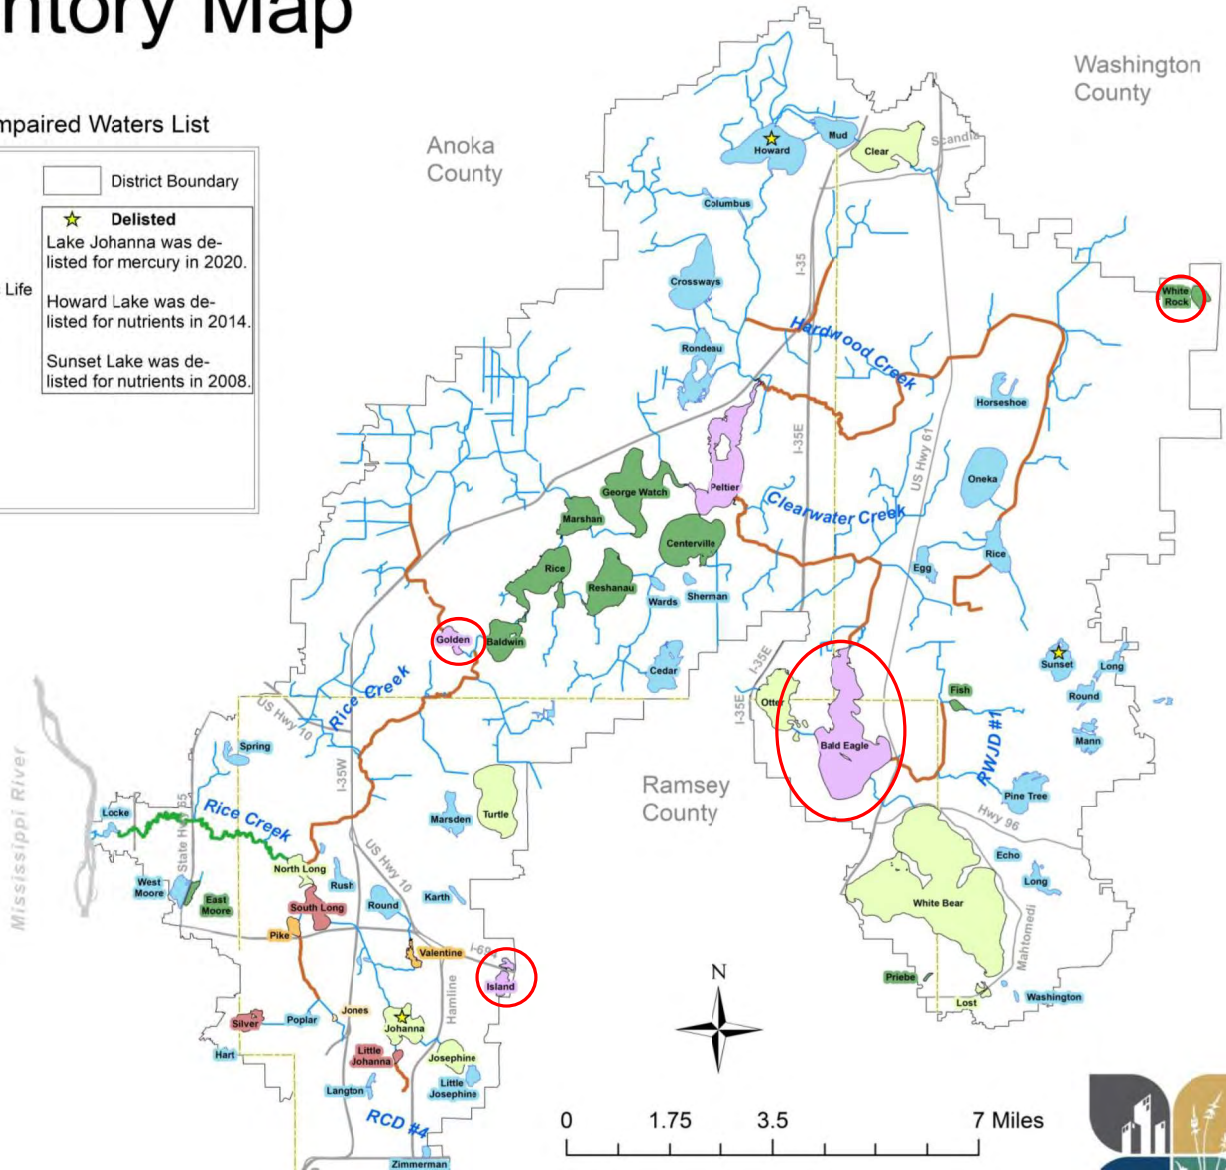 ntory Map
mpaired Waters List
District Boundary
Delisted
Lake Johanna was de-
listed for mercury in 2020.
Howard Lake was de-
listed for nutrients in 2014.
Sunset Lake was de-
listed for nutrients in 2008.
Life
Anoka
County
Washington
County
Howard
Mud
Clear
Scandia
Columbus
Crossways
I-35
White
Rock
Hardwood Creek
Rondeau
Horseshoe
I-35E
US Hwy 61
George Watch
Peltier
Oneka
Marshan
Clearwater Creek
Centerville
Rice
Rice
Reshanau
Egg
Wards
Shernan
Golden
Baldwin
Cedar
I-35E
I-35E
Sunset
Long
Round
Fish
Otter
Mann
Rice Creek
US Hwy 10
Bald Eagle
RWJD #1
Spring
I-35W
Mississippi River
Ramsey
County
Pine Tree
Marsden
Turtle
Locke
Rice Creek
State Hwy 65
Hwy 96
US Hwy 10
North Long
Echo
Long
West
Moore
East
Moore
Rush
South Long
Round
Karth
White Bear
Mahtomedi
Pike
Valentine
I-694
Island
N
Priebe
Lost
Washington
Hamline
Silver
Poplar
Jones
Johanna
Hart
Little
Johanna
Josephine
Langton
Little
Josephine
RCD #4
Zimmerman
0 1.75 3.5 7 Miles